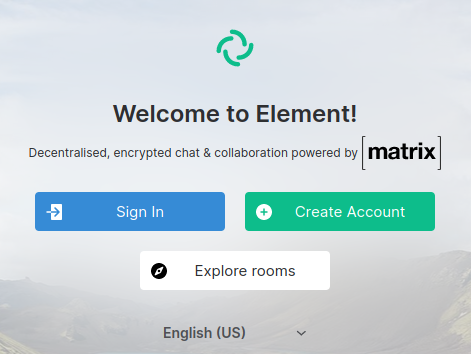 Welcome to Element!
Decentralised, encrypted chat & collaboration powered by [matrix]
Sign In
Create Account
Explore rooms
English (US)